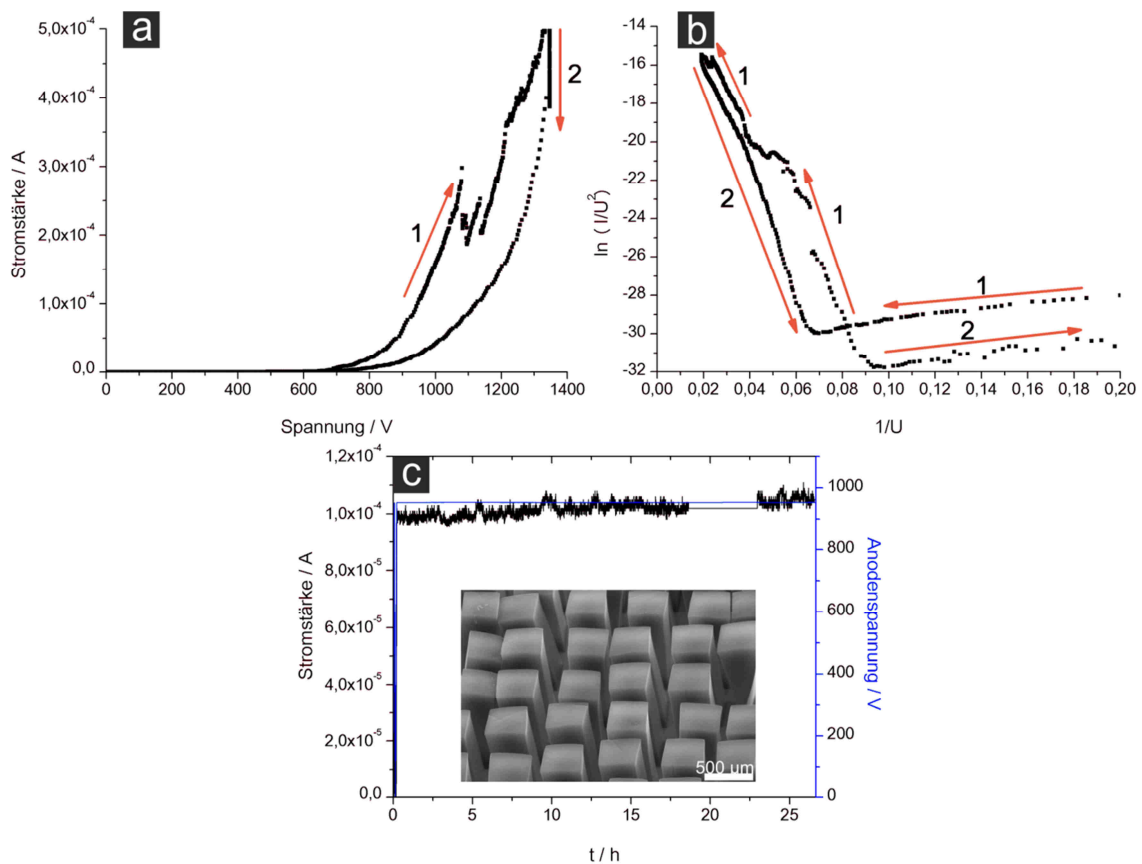 a
5,0x10⁻⁴
4,0x10⁻⁴
3,0x10⁻⁴
2,0x10⁻⁴
1,0x10⁻⁴
0,0
0 200 400 600 800 1000 1200 1400
Stromstärke / A
Spannung / V
1
2
b
-14
-16
-18
-20
-22
-24
-26
-28
-30
-32
0,00 0,02 0,04 0,06 0,08 0,10 0,12 0,14 0,16 0,18 0,20
ln ( I/U²)
1/U
1
2
1
1
2
c
1,2x10⁻⁴
1,0x10⁻⁴
8,0x10⁻⁵
6,0x10⁻⁵
4,0x10⁻⁵
2,0x10⁻⁵
0,0
0 5 10 15 20 25
Stromstärke / A
t / h
1000
800
600
400
200
0
Anodenspannung / V
500 µm